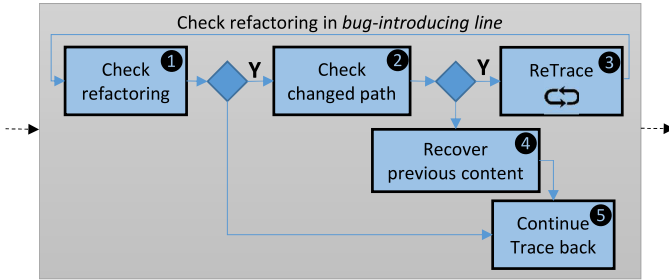 Check refactoring in bug-introducing line
1
Check
refactoring
Y
2
Check
changed path
Y
3
ReTrace
4
Recover
previous content
5
Continue
Trace back